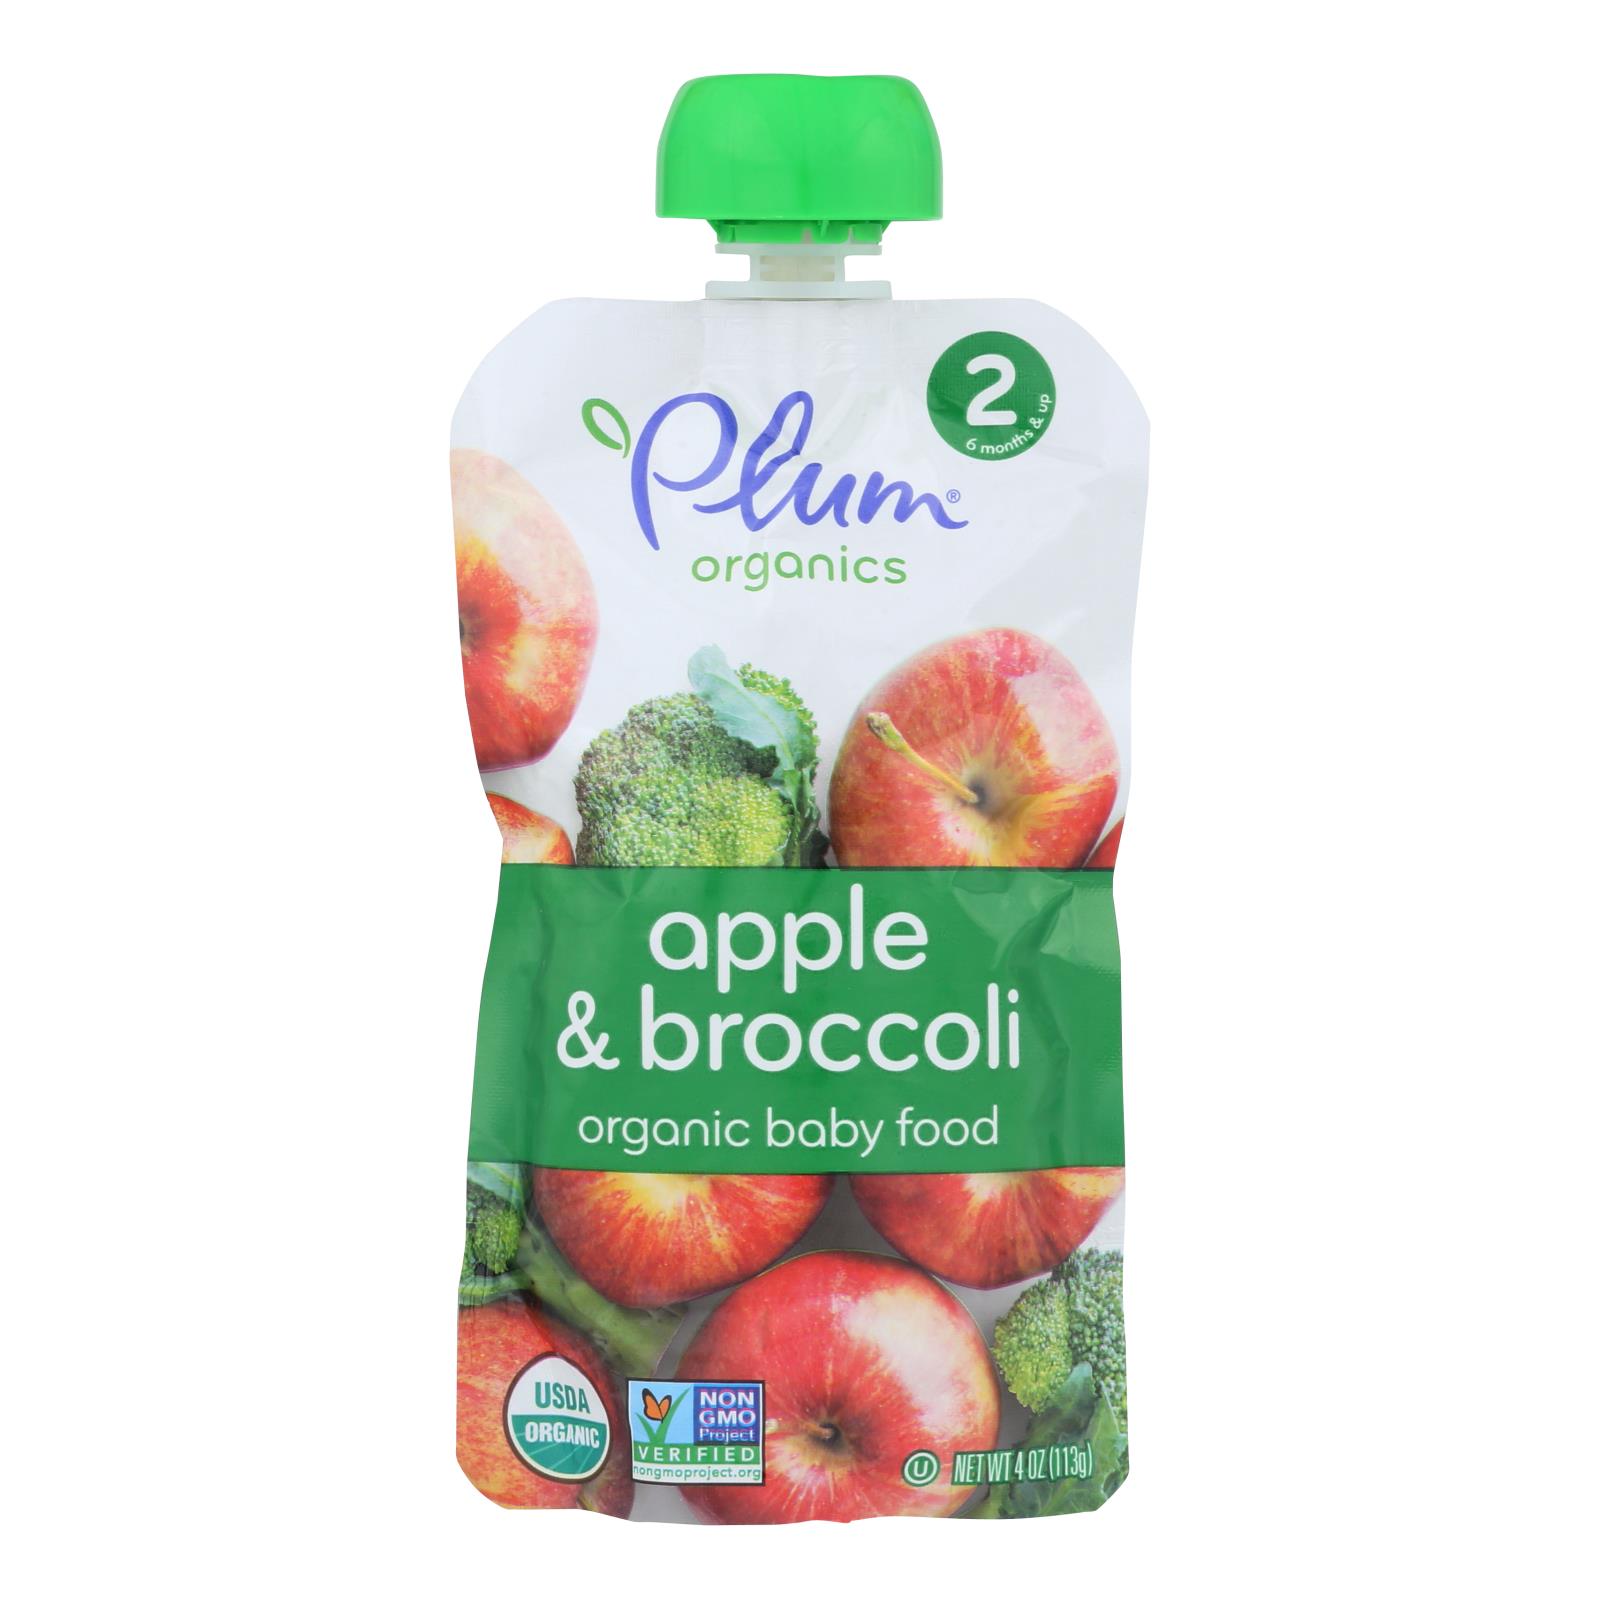 2
6 months & up
Plum®
organics
apple
& broccoli
organic baby food
USDA
ORGANIC
NON
GMO
Project
VERIFIED
nongmoproject.org
U
NET WT 4 OZ (113g)